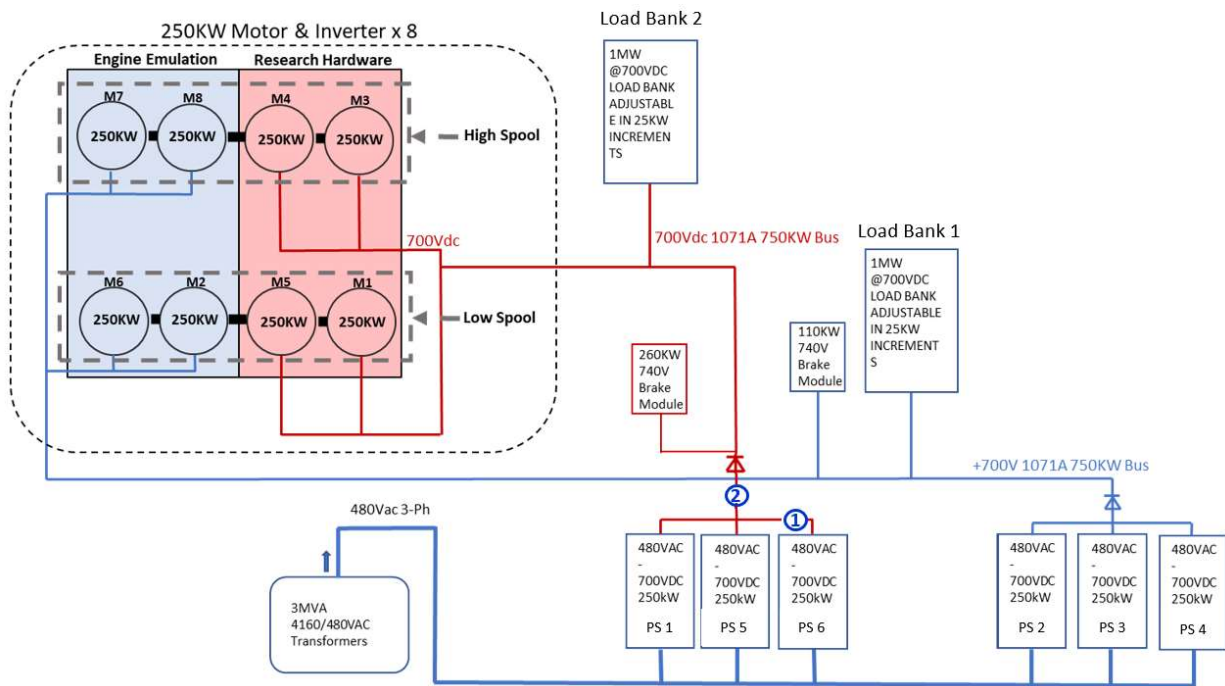 250KW Motor & Inverter x 8
Engine Emulation
Research Hardware
M7
M8
M4
M3
250KW
250KW
250KW
250KW
High Spool
700Vdc
M6
M2
M5
M1
250KW
250KW
250KW
250KW
Low Spool
Load Bank 2
1MW
@700VDC
LOAD BANK
ADJUSTABL
E IN 25KW
INCREMEN
TS
700Vdc 1071A 750KW Bus
Load Bank 1
1MW
@700VDC
LOAD BANK
ADJUSTABLE
IN 25KW
INCREMENT
S
110KW
740V
Brake
Module
260KW
740V
Brake
Module
+700V 1071A 750KW Bus
2
1
480Vac 3-Ph
3MVA
4160/480VAC
Transformers
480VAC
-
700VDC
250kW
PS 1
480VAC
-
700VDC
250kW
PS 5
480VAC
-
700VDC
250kW
PS 6
480VAC
-
700VDC
250kW
PS 2
480VAC
-
700VDC
250kW
PS 3
480VAC
-
700VDC
250kW
PS 4